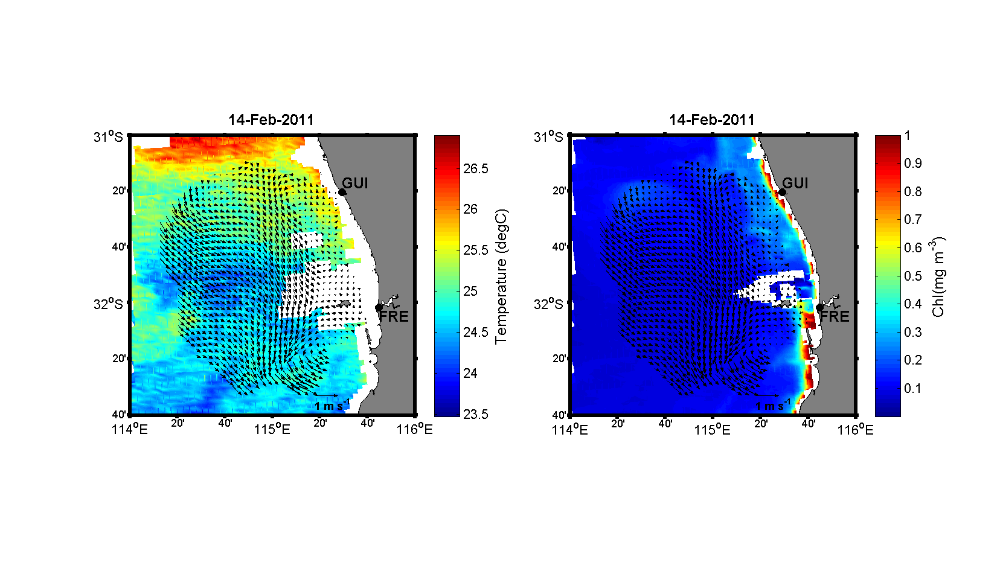 14-Feb-2011
31°S
20'
40'
32°S
20'
40'
114°E
20'
40'
115°E
20'
40'
116°E
GUI
FRE
1 m s-1
26.5
26
25.5
25
24.5
24
23.5
Temperature (degC)
14-Feb-2011
31°S
20'
40'
32°S
20'
40'
114°E
20'
40'
115°E
20'
40'
116°E
GUI
FRE
1 m s-1
1
0.9
0.8
0.7
0.6
0.5
0.4
0.3
0.2
0.1
Chl(mg m-3)